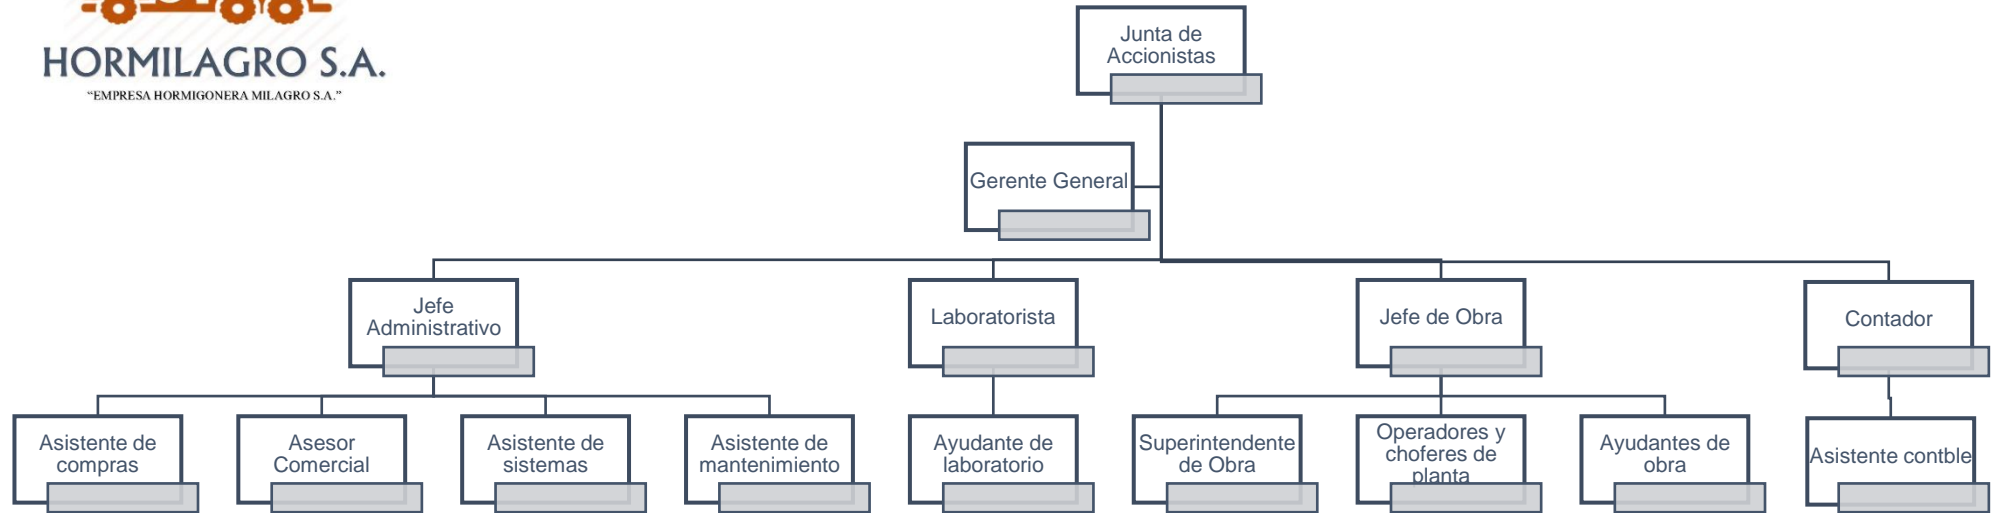 HORMILAGRO S.A.
“EMPRESA HORMIGONERA MILAGRO S.A.”
Junta de
Accionistas
Gerente General
Jefe
Administrativo
Laboratorista
Jefe de Obra
Contador
Asistente de
compras
Asesor
Comercial
Asistente de
sistemas
Asistente de
mantenimiento
Ayudante de
laboratorio
Superintendente
de Obra
Operadores y
choferes de
planta
Ayudantes de
obra
Asistente contble